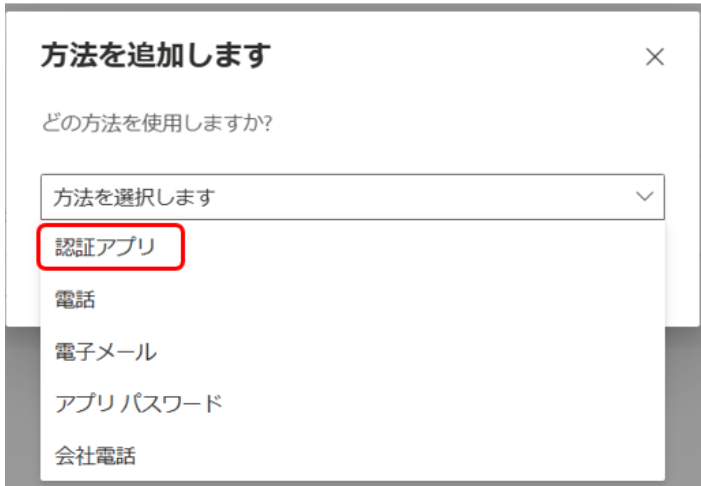 方法を追加します
どの方法を使用しますか?
方法を選択します
認証アプリ
電話
電子メール
アプリ パスワード
会社電話